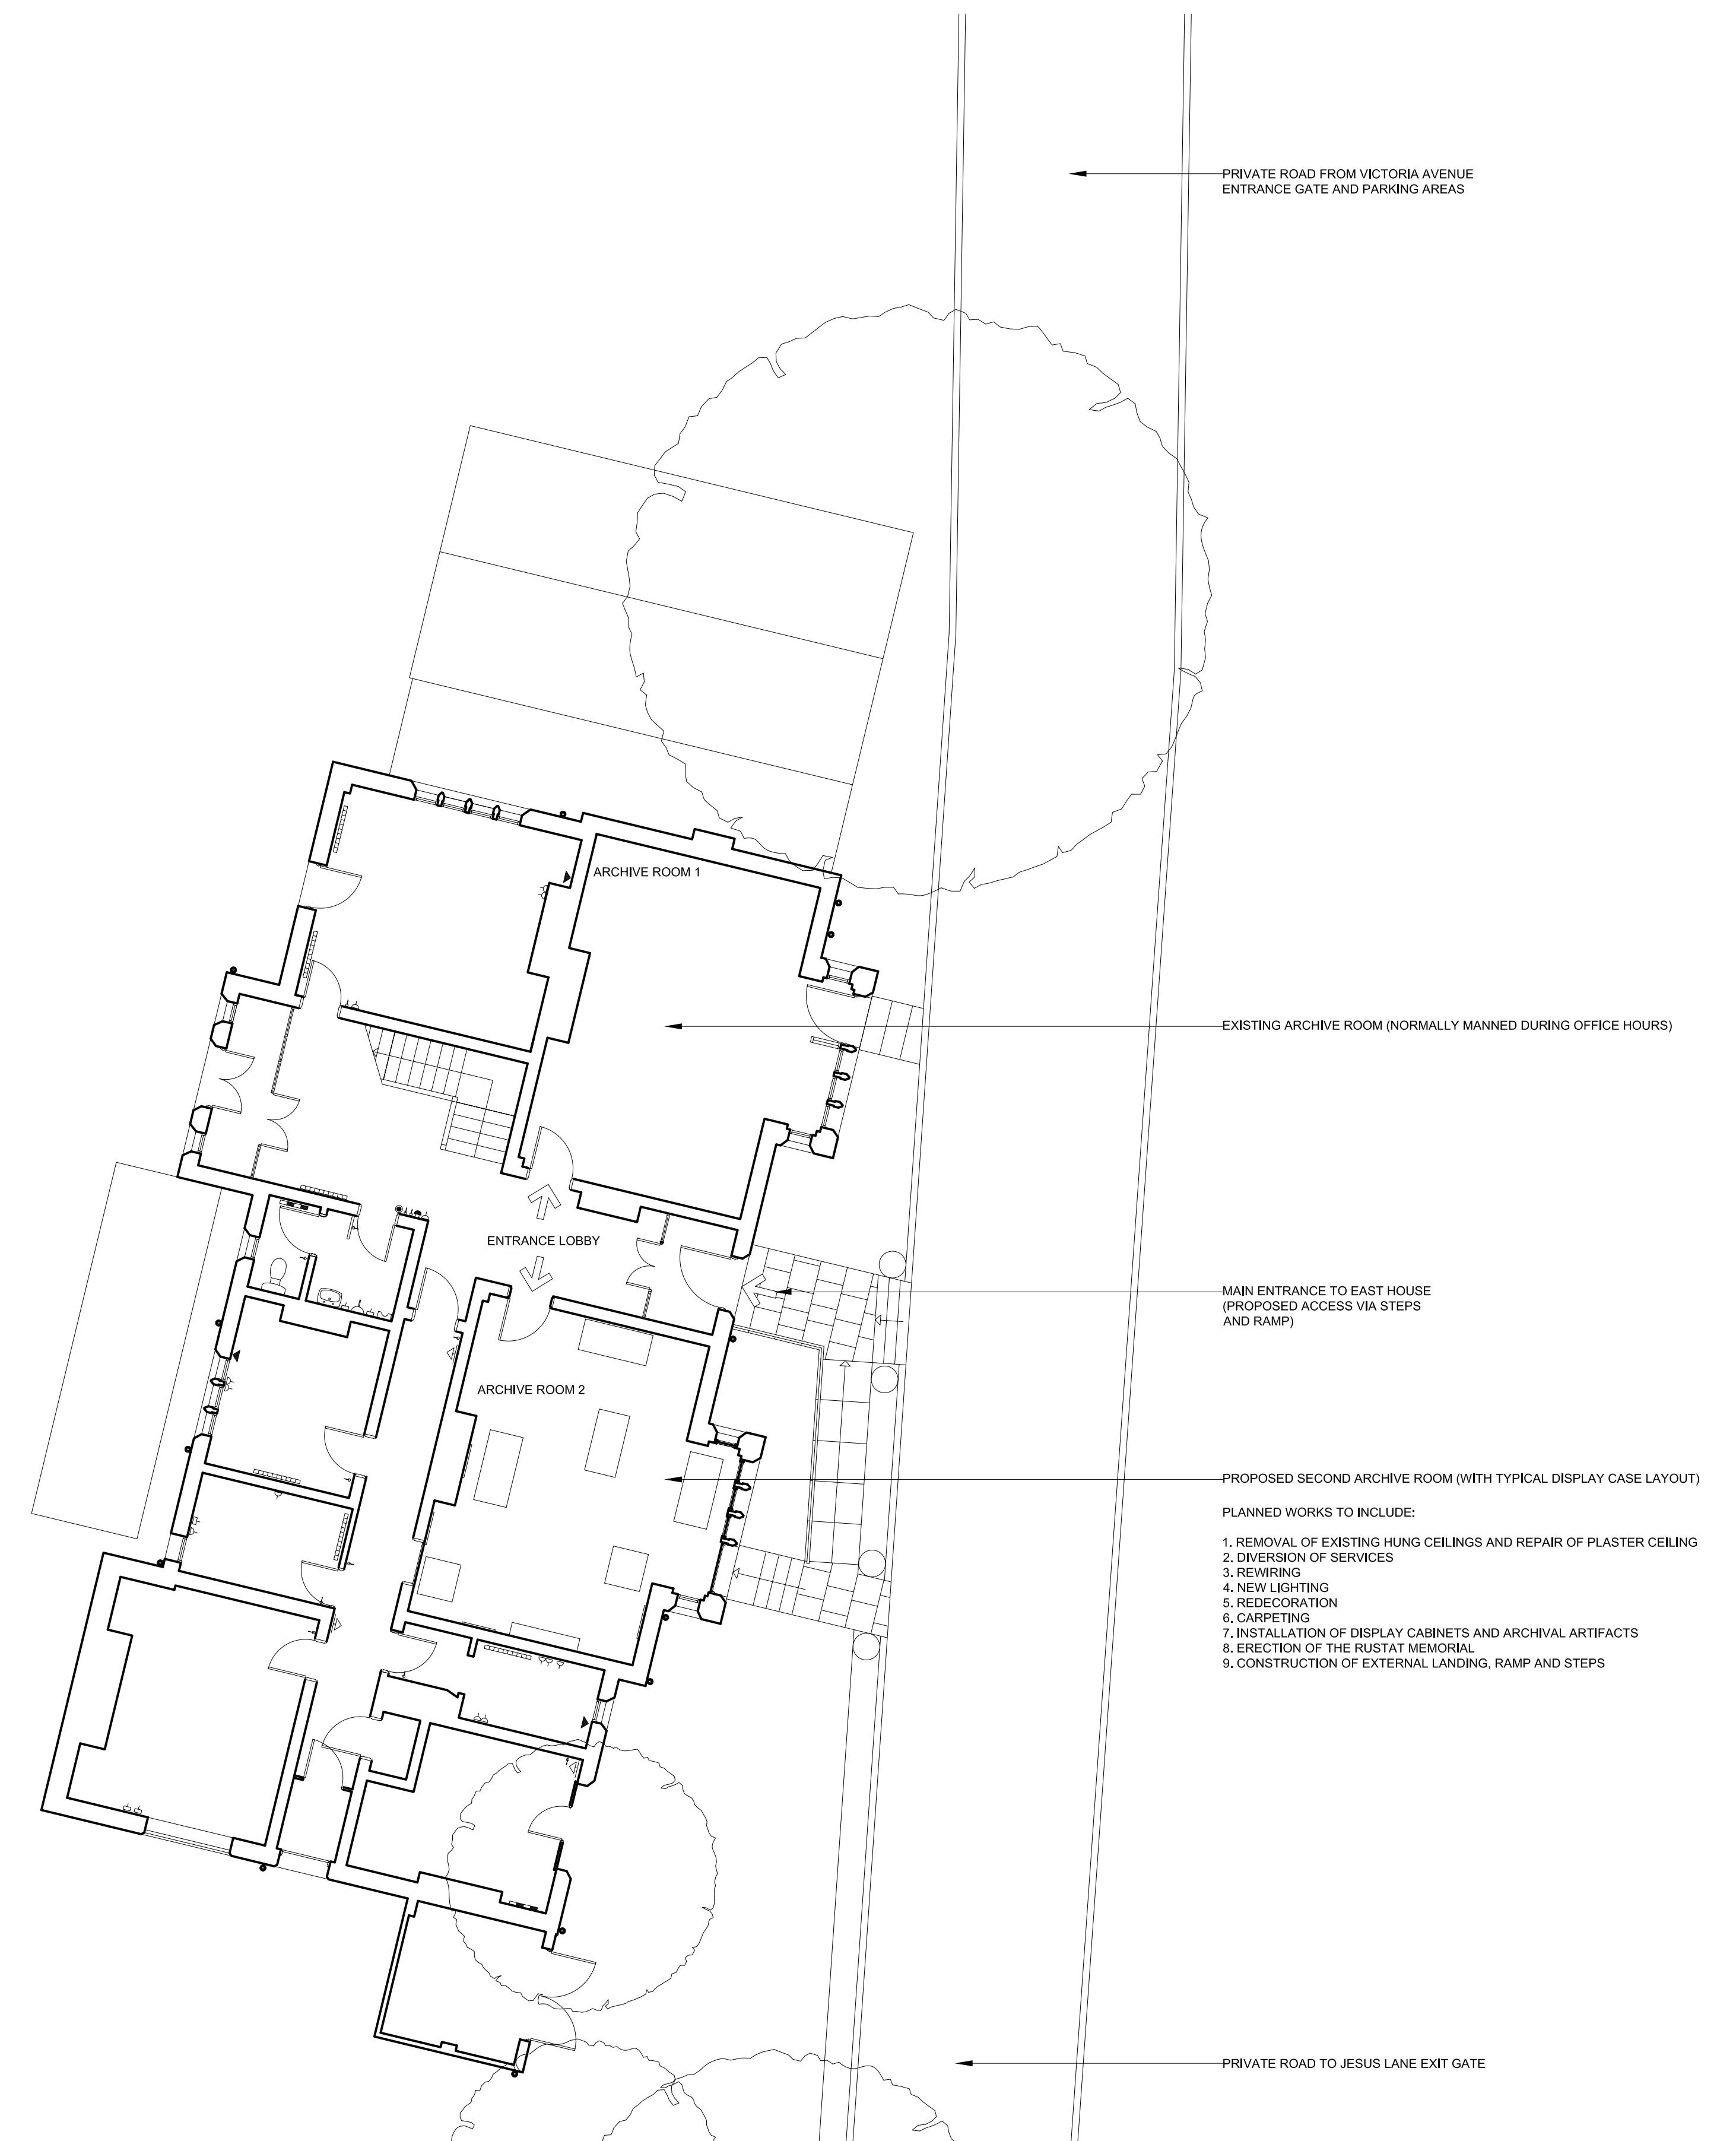 PRIVATE ROAD FROM VICTORIA AVENUE
ENTRANCE GATE AND PARKING AREAS
ARCHIVE ROOM 1
EXISTING ARCHIVE ROOM (NORMALLY MANNED DURING OFFICE HOURS)
ENTRANCE LOBBY
MAIN ENTRANCE TO EAST HOUSE
(PROPOSED ACCESS VIA STEPS
AND RAMP)
ARCHIVE ROOM 2
PROPOSED SECOND ARCHIVE ROOM (WITH TYPICAL DISPLAY CASE LAYOUT)
PLANNED WORKS TO INCLUDE:
1. REMOVAL OF EXISTING HUNG CEILINGS AND REPAIR OF PLASTER CEILING
2. DIVERSION OF SERVICES
3. REWIRING
4. NEW LIGHTING
5. REDECORATION
6. CARPETING
7. INSTALLATION OF DISPLAY CABINETS AND ARCHIVAL ARTIFACTS
8. ERECTION OF THE RUSTAT MEMORIAL
9. CONSTRUCTION OF EXTERNAL LANDING, RAMP AND STEPS
PRIVATE ROAD TO JESUS LANE EXIT GATE